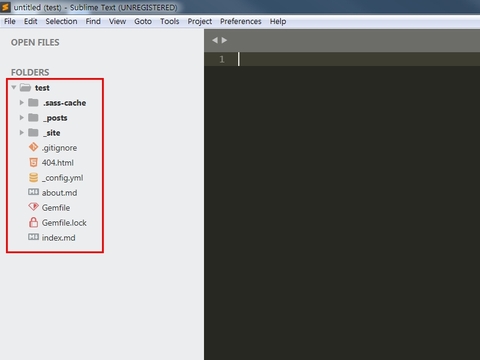 untitled (test) - Sublime Text (UNREGISTERED)
File Edit Selection Find View Goto Tools Project Preferences Help
OPEN FILES
FOLDERS
test
.sass-cache
_posts
_site
.gitignore
404.html
_config.yml
about.md
Gemfile
Gemfile.lock
index.md
1